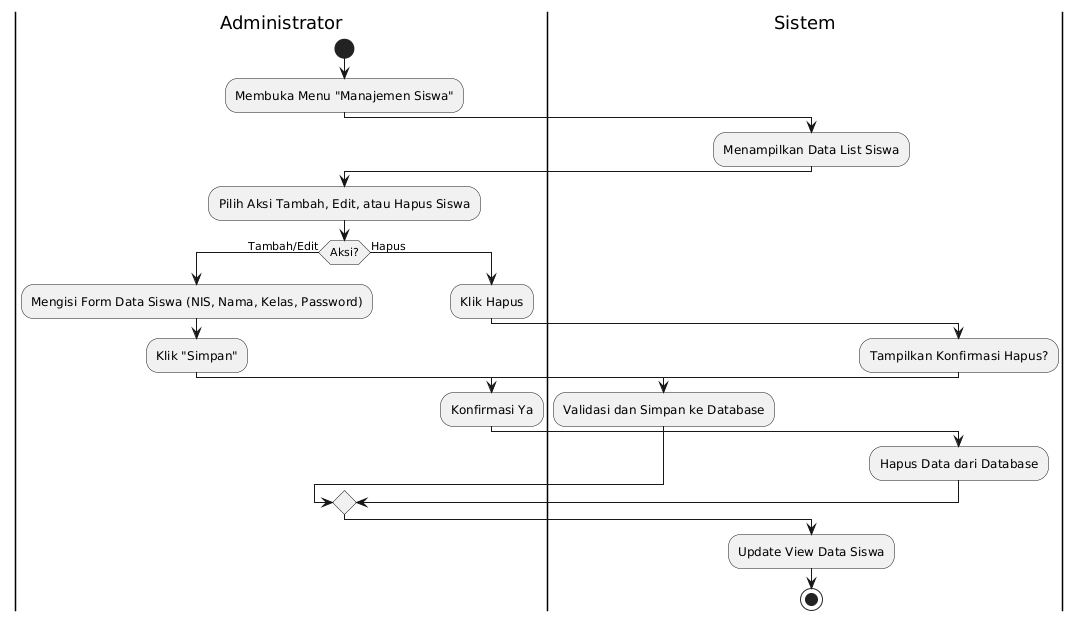 Administrator
Sistem
Membuka Menu "Manajemen Siswa"
Menampilkan Data List Siswa
Pilih Aksi Tambah, Edit, atau Hapus Siswa
Tambah/Edit
Aksi?
Hapus
Mengisi Form Data Siswa (NIS, Nama, Kelas, Password)
Klik Hapus
Klik "Simpan"
Tampilkan Konfirmasi Hapus?
Konfirmasi Ya
Validasi dan Simpan ke Database
Hapus Data dari Database
Update View Data Siswa